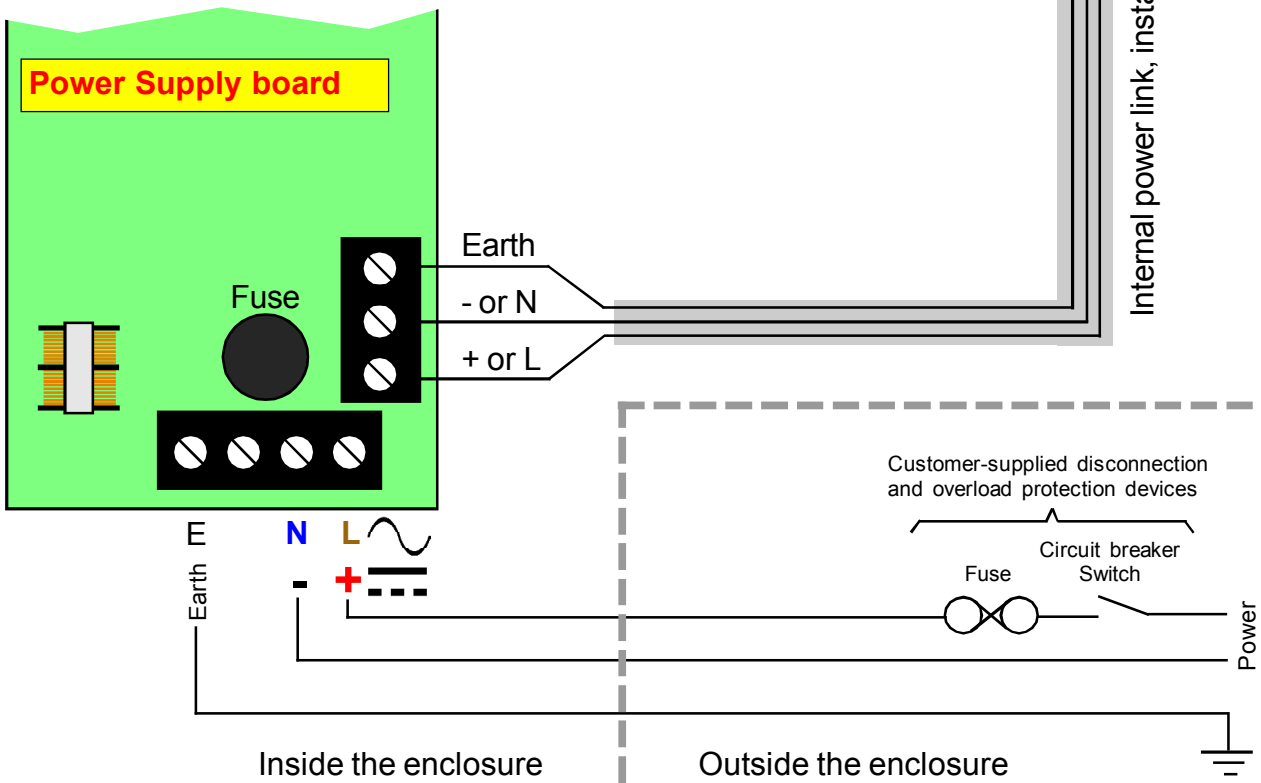 Power Supply board
Internal power link, insta
Earth
- or N
+ or L
Fuse
Customer-supplied disconnection
and overload protection devices
Circuit breaker
Fuse Switch
E N L
Earth - +
Power
Inside the enclosure Outside the enclosure